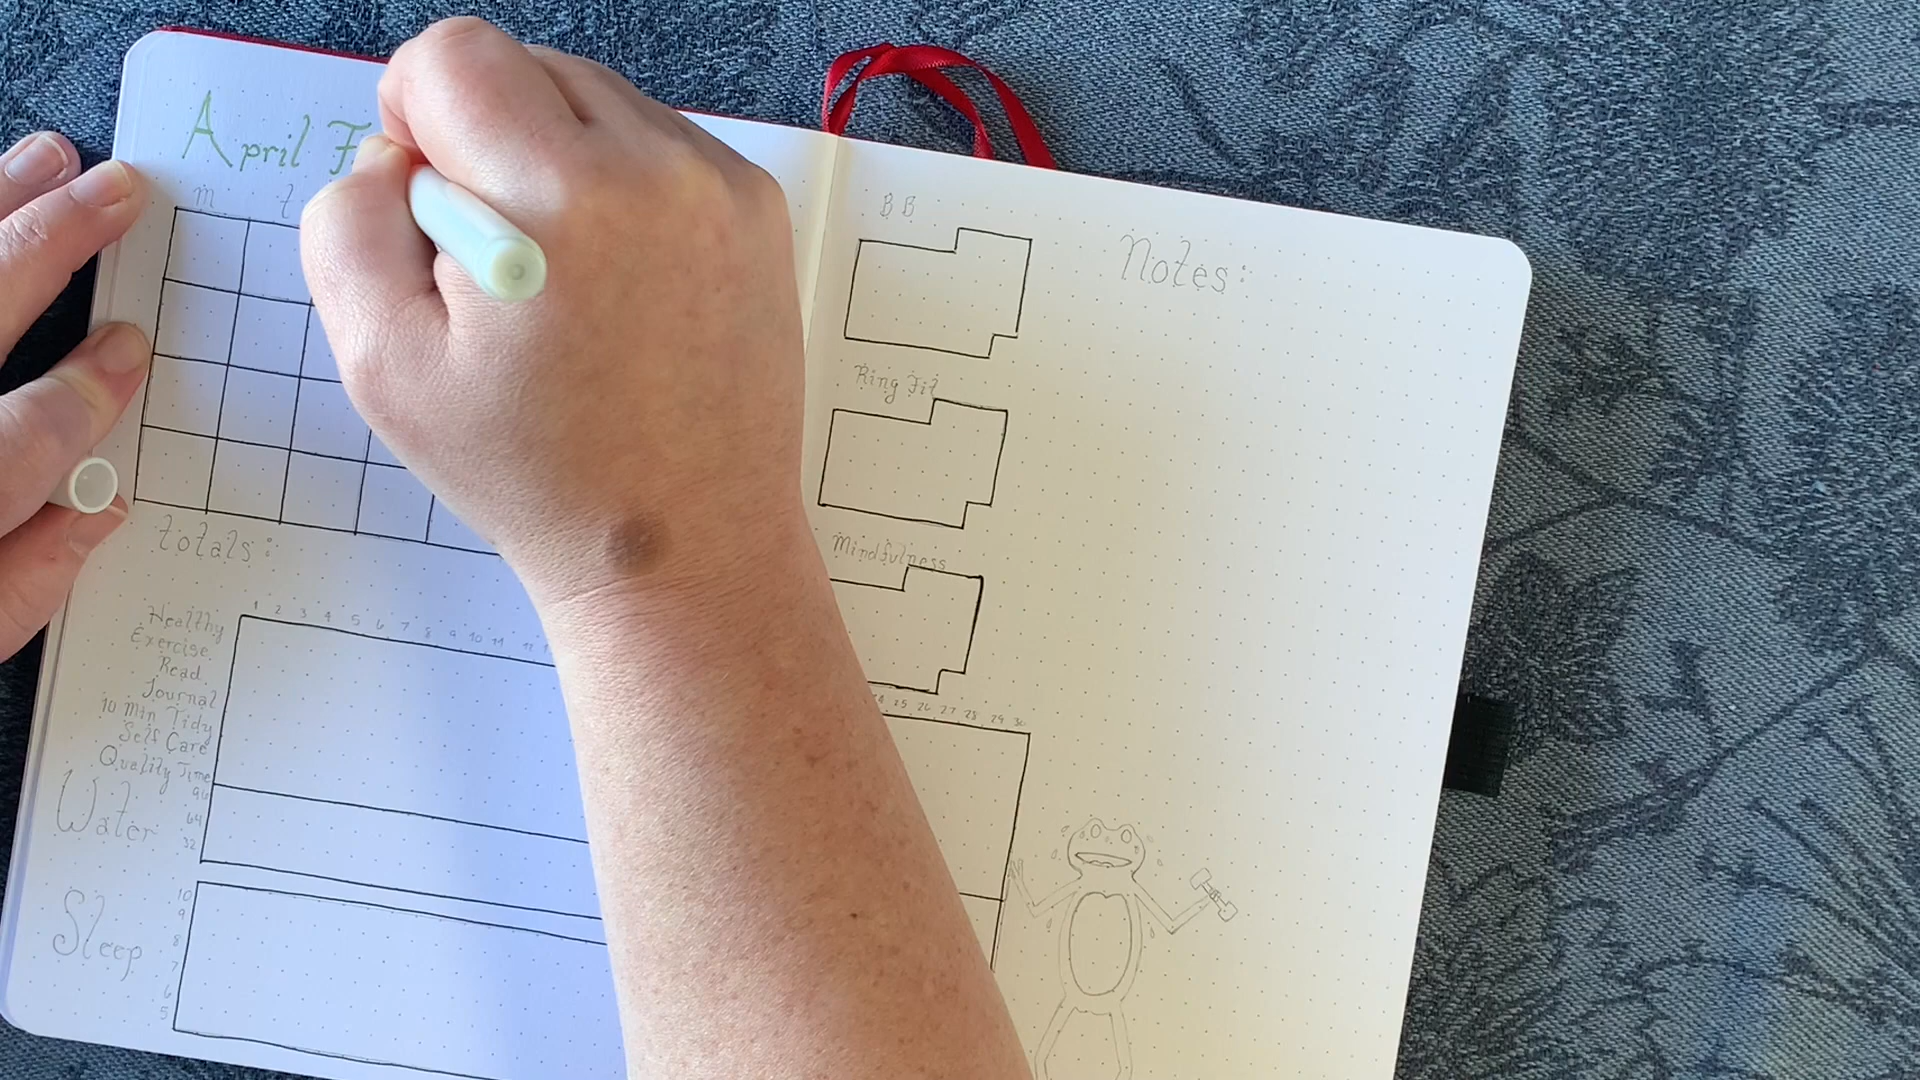 April F
m t
totals:
1 2 3 4 5 6 7 8 9 10 11 12
Healthy
Exercise
Read
Journal
10 Min Tidy
Self Care
Quality Time
Water
96
64
32
Sleep
10
9
8
7
6
5
BB
Notes:
Ring Fit
Mindfulness
25 26 27 28 29 30